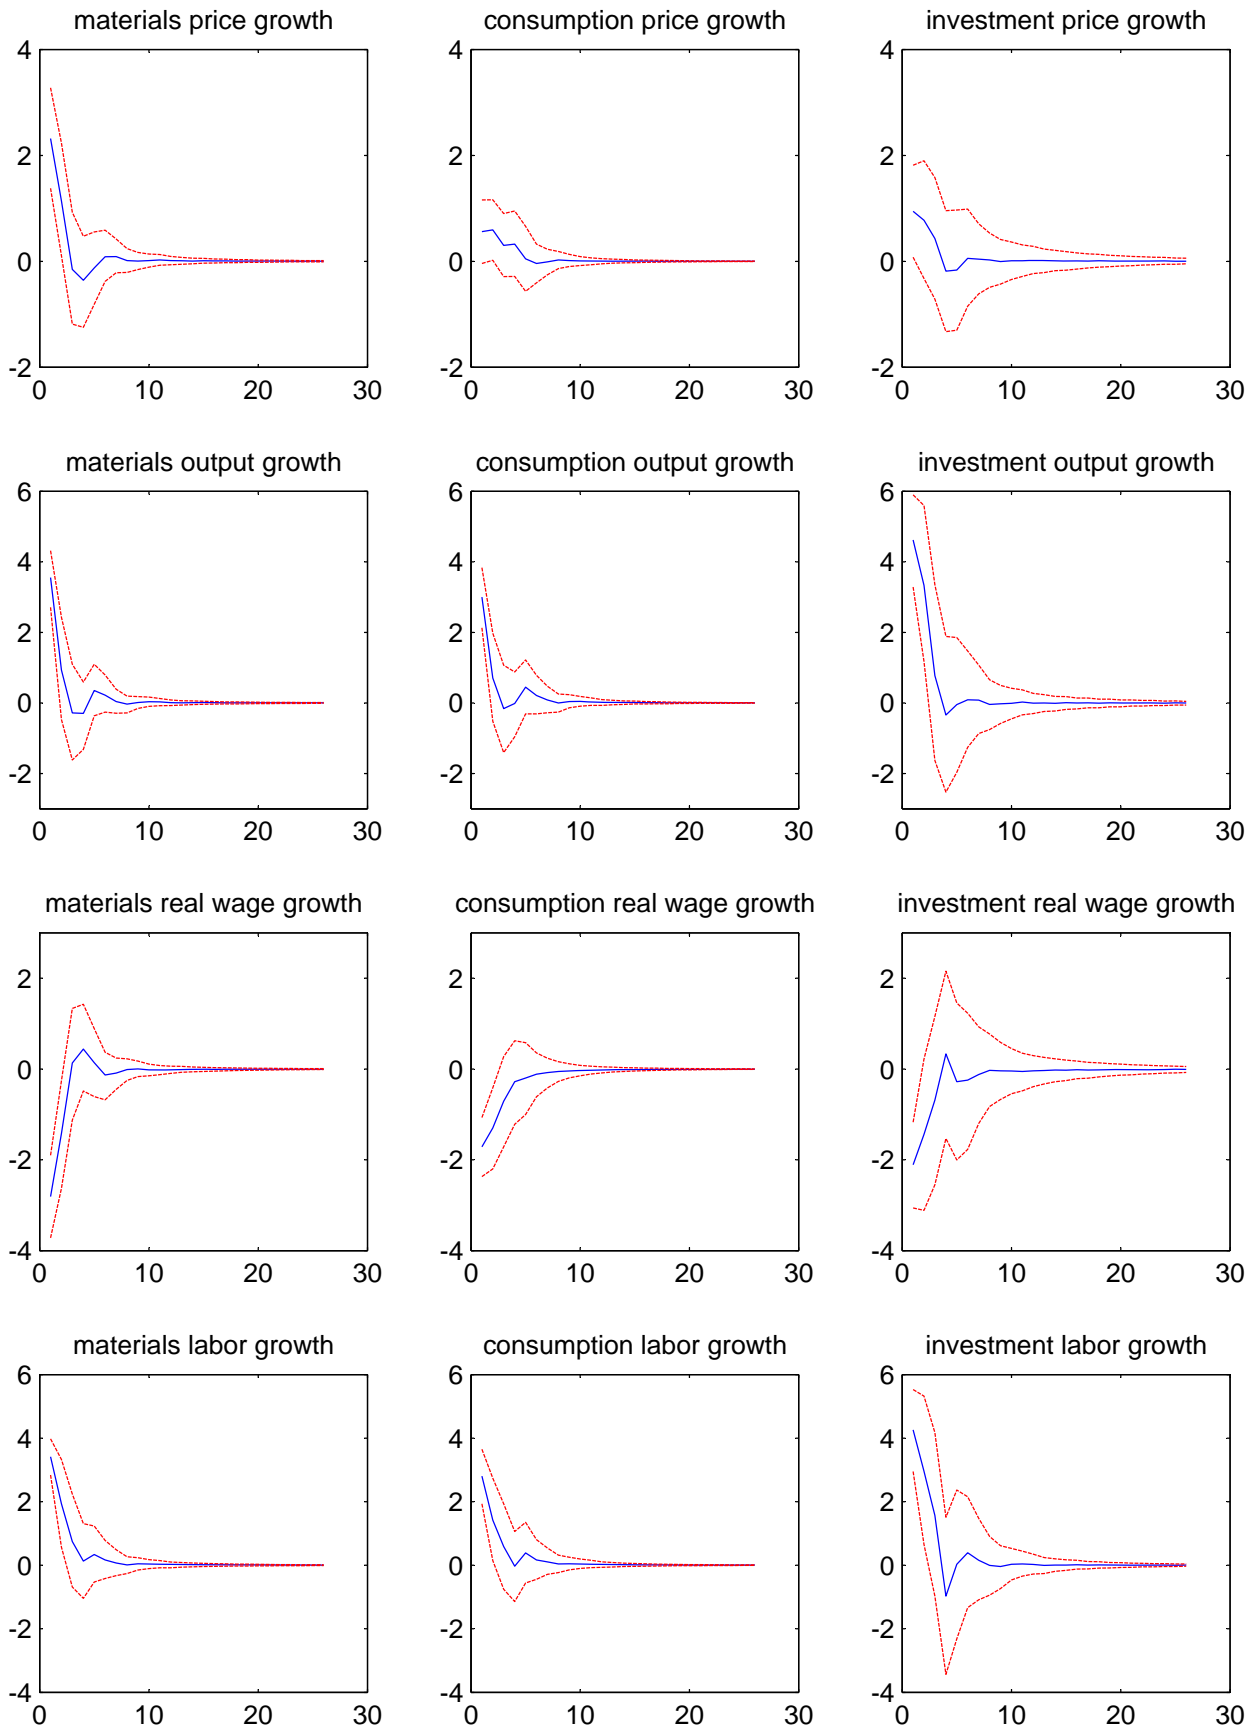 materials price growth
consumption price growth
investment price growth
4
2
0
-2
0 10 20 30
4
2
0
-2
0 10 20 30
4
2
0
-2
0 10 20 30
materials output growth
consumption output growth
investment output growth
6
4
2
0
-2
0 10 20 30
6
4
2
0
-2
0 10 20 30
6
4
2
0
-2
0 10 20 30
materials real wage growth
consumption real wage growth
investment real wage growth
2
0
-2
-4
0 10 20 30
2
0
-2
-4
0 10 20 30
2
0
-2
-4
0 10 20 30
materials labor growth
consumption labor growth
investment labor growth
6
4
2
0
-2
-4
0 10 20 30
6
4
2
0
-2
-4
0 10 20 30
6
4
2
0
-2
-4
0 10 20 30